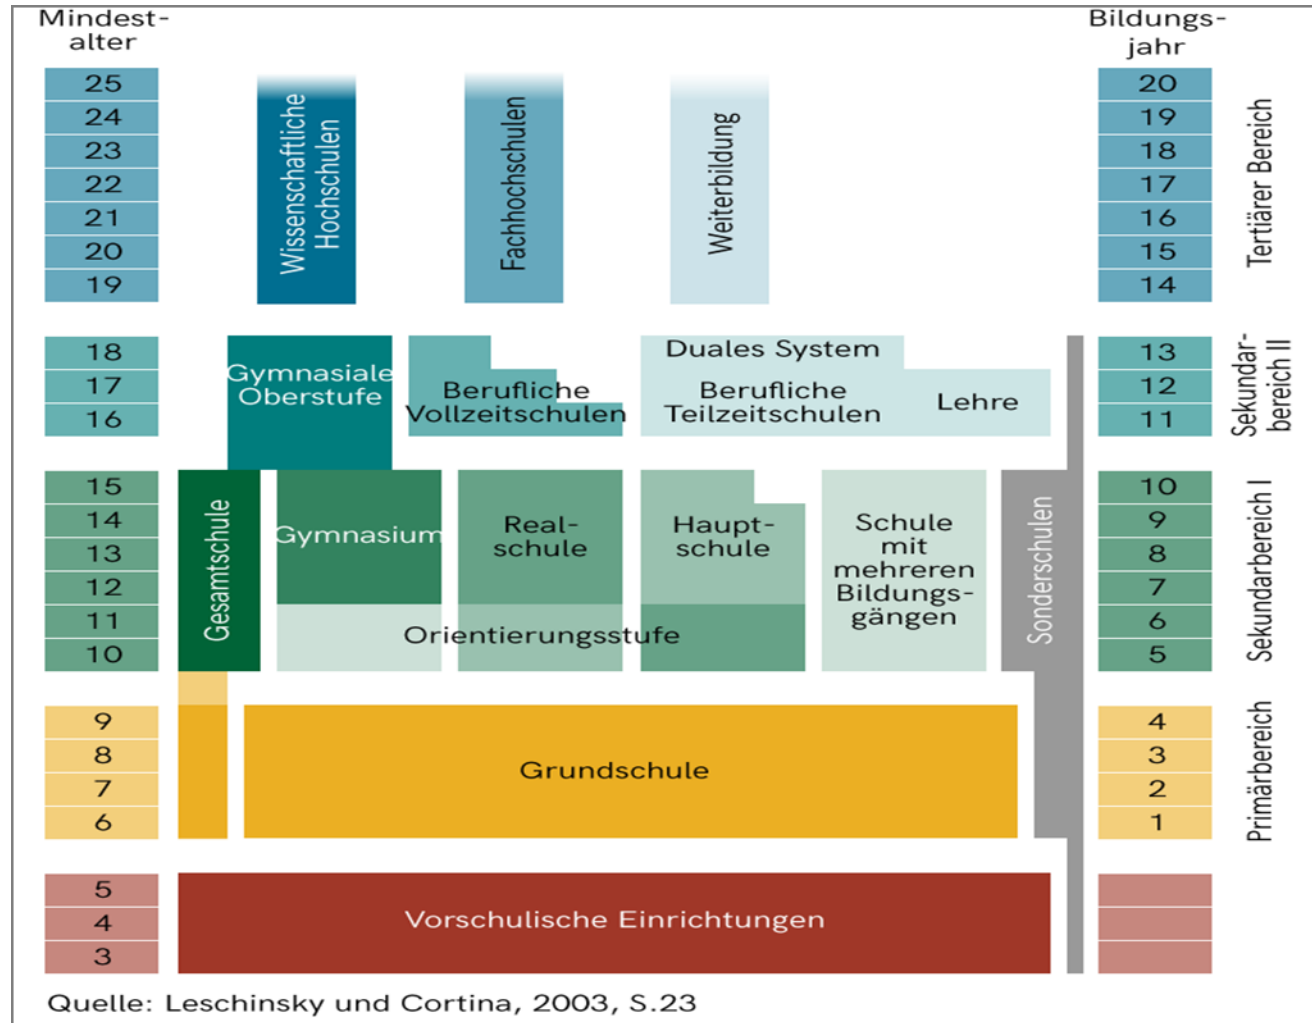 Mindest-
alter
Bildungs-
jahr
25
24
23
22
21
20
19
Wissenschaftliche
Hochschulen
Fachhochschulen
Weiterbildung
20
19
18
17
16
15
14
Tertiärer Bereich
18
17
16
Gymnasiale
Oberstufe
Berufliche
Vollzeitschulen
Duales System
Berufliche
Teilzeitschulen
Lehre
13
12
11
Sekundar-
bereich II
15
14
13
12
11
10
Gesamtschule
Gymnasium
Real-
schule
Haupt-
schule
Orientierungsstufe
Schule
mit
mehreren
Bildungs-
gängen
Sonderschulen
10
9
8
7
6
5
Sekundarbereich I
9
8
7
6
Grundschule
4
3
2
1
Primärbereich
5
4
3
Vorschulische Einrichtungen
Quelle: Leschinsky und Cortina, 2003, S.23